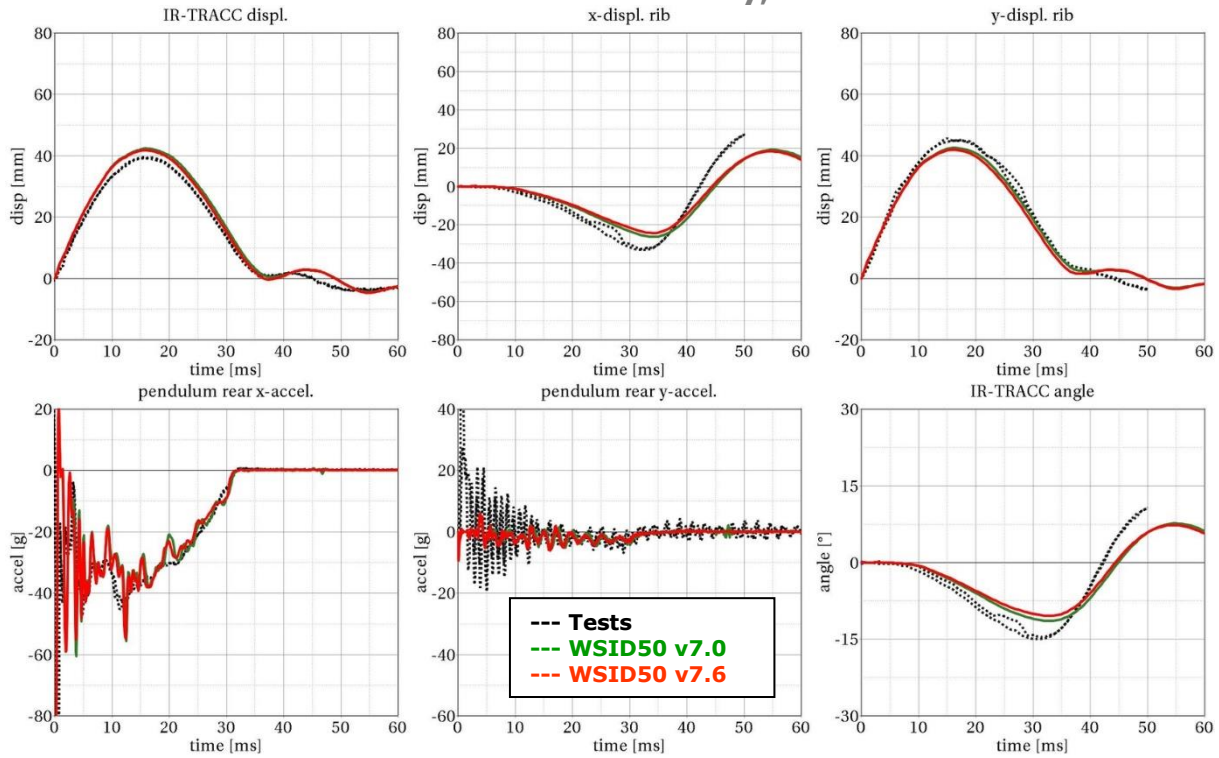 IR-TRACC displ.
x-displ. rib
y-displ. rib
80
60
40
20
0
-20
disp [mm]
0 10 20 30 40 50 60
time [ms]
80
60
40
20
0
-20
-40
-60
-80
disp [mm]
0 10 20 30 40 50 60
time [ms]
80
60
40
20
0
-20
disp [mm]
0 10 20 30 40 50 60
time [ms]
pendulum rear x-accel.
pendulum rear y-accel.
IR-TRACC angle
20
0
-20
-40
-60
-80
accel [g]
0 10 20 30 40 50 60
time [ms]
40
20
0
-20
-40
-60
accel [g]
0 10 20 30 40 50 60
time [ms]
--- Tests
--- WSID50 v7.0
--- WSID50 v7.6
30
15
0
-15
-30
angle [°]
0 10 20 30 40 50 60
time [ms]